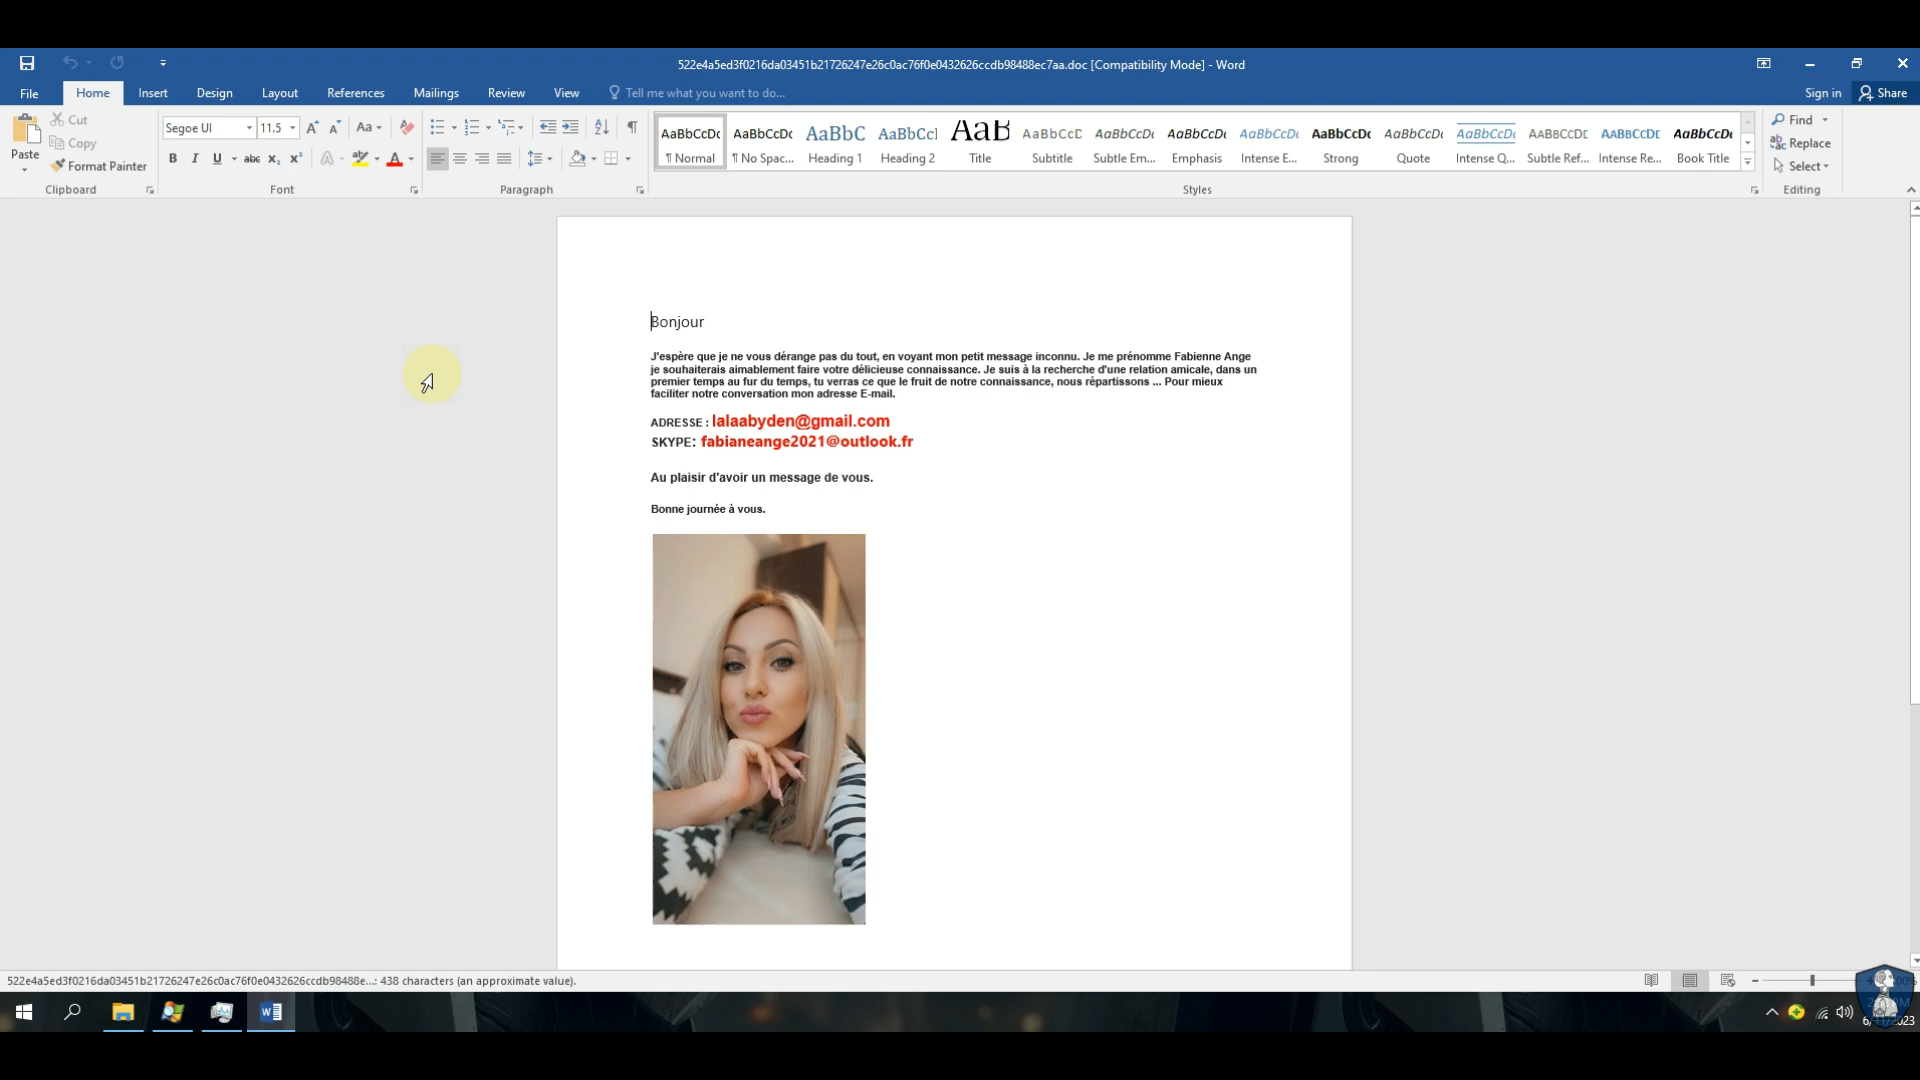 522e4a5ed3f0216da03451b21726247e26c0ac76f0e0432626ccdb98488ec7aa.doc [Compatibility Mode] - Word
File Home Insert Design Layout References Mailings Review View Tell me what you want to do... Sign in Share
Paste
Cut
Copy
Format Painter
Clipboard
Segoe UI 11.5
Font
Paragraph
AaBbCcDc AaBbCcDc AaBbC AaBbCc AaB AaBbCcD AaBbCcDc AaBbCcDc AaBbCcDc AaBbCcDc AaBbCcDc AaBbCcDc AaBbCcDc AaBbCcDc AaBbCcDc
¶ Normal ¶ No Spac... Heading 1 Heading 2 Title Subtitle Subtle Em... Emphasis Intense E... Strong Quote Intense Q... Subtle Ref... Intense Re... Book Title
Styles
Find
Replace
Select
Editing
Bonjour
J'espère que je ne vous dérange pas du tout, en voyant mon petit message inconnu. Je me prénomme Fabienne Ange
je souhaiterais aimablement faire votre délicieuse connaissance. Je suis à la recherche d'une relation amicale, dans un
premier temps au fur du temps, tu verras ce que le fruit de notre connaissance, nous répartissons ... Pour mieux
faciliter notre conversation mon adresse E-mail.
ADRESSE : lalaabyden@gmail.com
SKYPE: fabianeange2021@outlook.fr
Au plaisir d'avoir un message de vous.
Bonne journée à vous.
522e4a5ed3f0216da03451b21726247e26c0ac76f0e0432626ccdb98488e...: 438 characters (an approximate value).